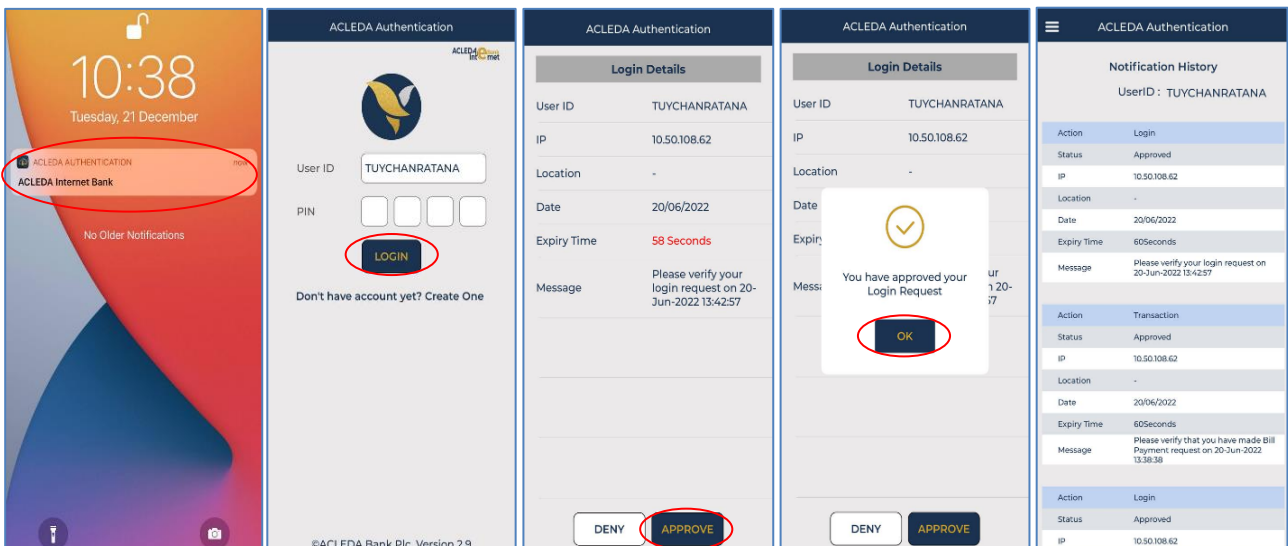 10:38
Tuesday, 21 December
ACLEDA AUTHENTICATION now
ACLEDA Internet Bank
No Older Notifications
ACLEDA Authentication
User ID TUYCHANRATANA
PIN
LOGIN
Don't have account yet? Create One
©ACLEDA Bank Plc. Version 2.9
ACLEDA Authentication
Login Details
User ID TUYCHANRATANA
IP 10.50.108.62
Location -
Date 20/06/2022
Expiry Time 58 Seconds
Message
Please verify your
login request on 20-
Jun-2022 13:42:57
DENY APPROVE
ACLEDA Authentication
Login Details
User ID TUYCHANRATANA
IP 10.50.108.62
Location -
Date
Expiry
You have approved your
Login Request
OK
DENY APPROVE
ACLEDA Authentication
Notification History
UserID : TUYCHANRATANA
Action Login
Status Approved
IP 10.50.108.62
Location -
Date 20/06/2022
Expiry Time 60Seconds
Message
Please verify your login request on
20-Jun-2022 13:42:57
Action Transaction
Status Approved
IP 10.50.108.62
Location -
Date 20/06/2022
Expiry Time 60Seconds
Message
Please verify that you have made Bill
Payment request on 20-Jun-2022
13:38:38
Action Login
Status Approved
IP 10.50.108.62